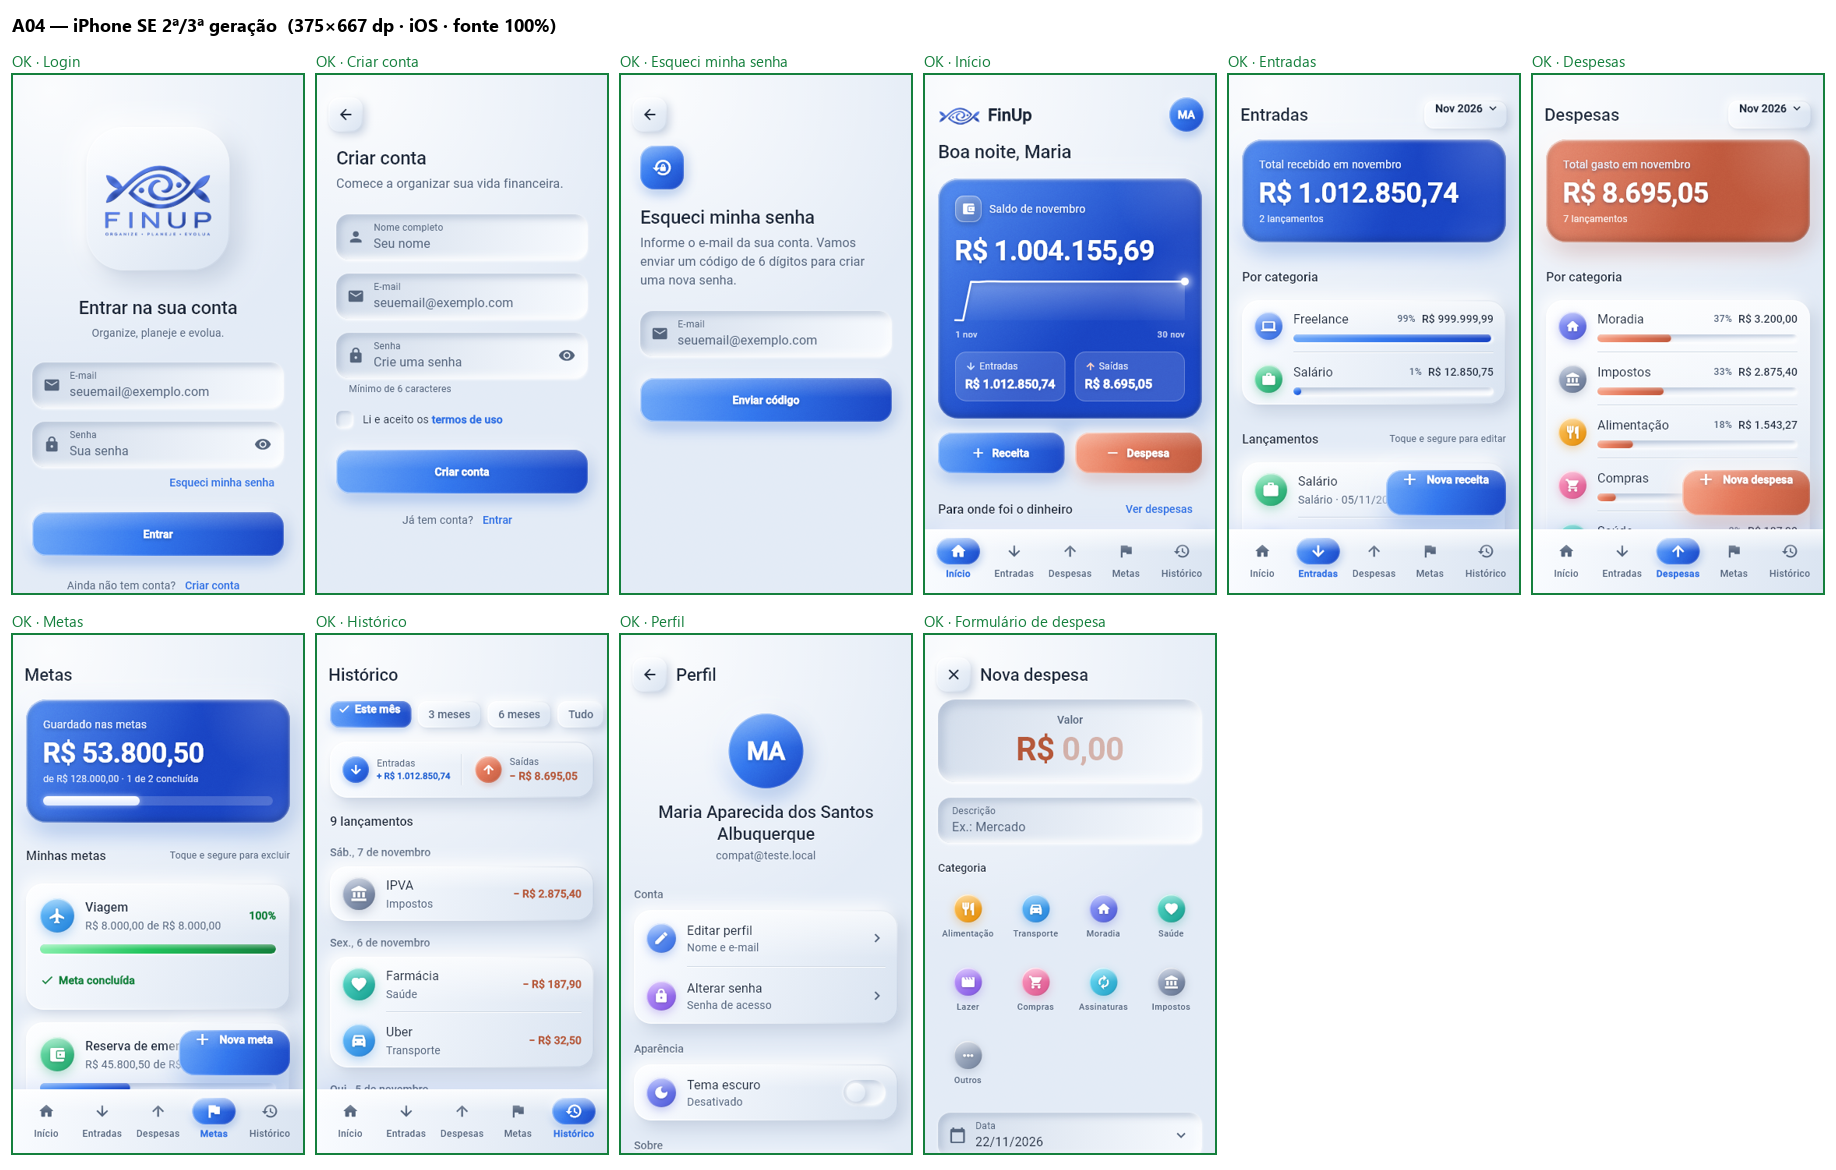 A04 — iPhone SE 2ª/3ª geração (375×667 dp · iOS · fonte 100%)
OK · Login
FINUP
ORGANIZE • PLANEJE • EVOLUA
Entrar na sua conta
Organize, planeje e evolua.
E-mail
seuemail@exemplo.com
Senha
Sua senha
Esqueci minha senha
Entrar
Ainda não tem conta? Criar conta
OK · Criar conta
Criar conta
Comece a organizar sua vida financeira.
Nome completo
Seu nome
E-mail
seuemail@exemplo.com
Senha
Crie uma senha
Mínimo de 6 caracteres
Li e aceito os termos de uso
Criar conta
Já tem conta? Entrar
OK · Esqueci minha senha
Esqueci minha senha
Informe o e-mail da sua conta. Vamos
enviar um código de 6 dígitos para criar
uma nova senha.
E-mail
seuemail@exemplo.com
Enviar código
OK · Início
FinUp
MA
Boa noite, Maria
Saldo de novembro
R$ 1.004.155,69
1 nov
30 nov
Entradas
R$ 1.012.850,74
Saídas
R$ 8.695,05
Receita
Despesa
Para onde foi o dinheiro
Ver despesas
Início
Entradas
Despesas
Metas
Histórico
OK · Entradas
Entradas
Nov 2026
Total recebido em novembro
R$ 1.012.850,74
2 lançamentos
Por categoria
Freelance 99% R$ 999.999,99
Salário 1% R$ 12.850,75
Lançamentos
Toque e segure para editar
Salário
Salário · 05/11/20
Nova receita
Início
Entradas
Despesas
Metas
Histórico
OK · Despesas
Despesas
Nov 2026
Total gasto em novembro
R$ 8.695,05
7 lançamentos
Por categoria
Moradia 37% R$ 3.200,00
Impostos 33% R$ 2.875,40
Alimentação 18% R$ 1.543,27
Compras
Nova despesa
Início
Entradas
Despesas
Metas
Histórico
OK · Metas
Metas
Guardado nas metas
R$ 53.800,50
de R$ 128.000,00 · 1 de 2 concluída
Minhas metas
Toque e segure para excluir
Viagem
R$ 8.000,00 de R$ 8.000,00
100%
Meta concluída
Reserva de emer
R$ 45.800,50 de R$
Nova meta
Início
Entradas
Despesas
Metas
Histórico
OK · Histórico
Histórico
Este mês
3 meses
6 meses
Tudo
Entradas
+ R$ 1.012.850,74
Saídas
− R$ 8.695,05
9 lançamentos
Sáb., 7 de novembro
IPVA
Impostos
− R$ 2.875,40
Sex., 6 de novembro
Farmácia
Saúde
− R$ 187,90
Uber
Transporte
− R$ 32,50
Qui., 5 de novembro
Início
Entradas
Despesas
Metas
Histórico
OK · Perfil
Perfil
MA
Maria Aparecida dos Santos
Albuquerque
compat@teste.local
Conta
Editar perfil
Nome e e-mail
Alterar senha
Senha de acesso
Aparência
Tema escuro
Desativado
Sobre
OK · Formulário de despesa
Nova despesa
Valor
R$ 0,00
Descrição
Ex.: Mercado
Categoria
Alimentação
Transporte
Moradia
Saúde
Lazer
Compras
Assinaturas
Impostos
Outros
Data
22/11/2026